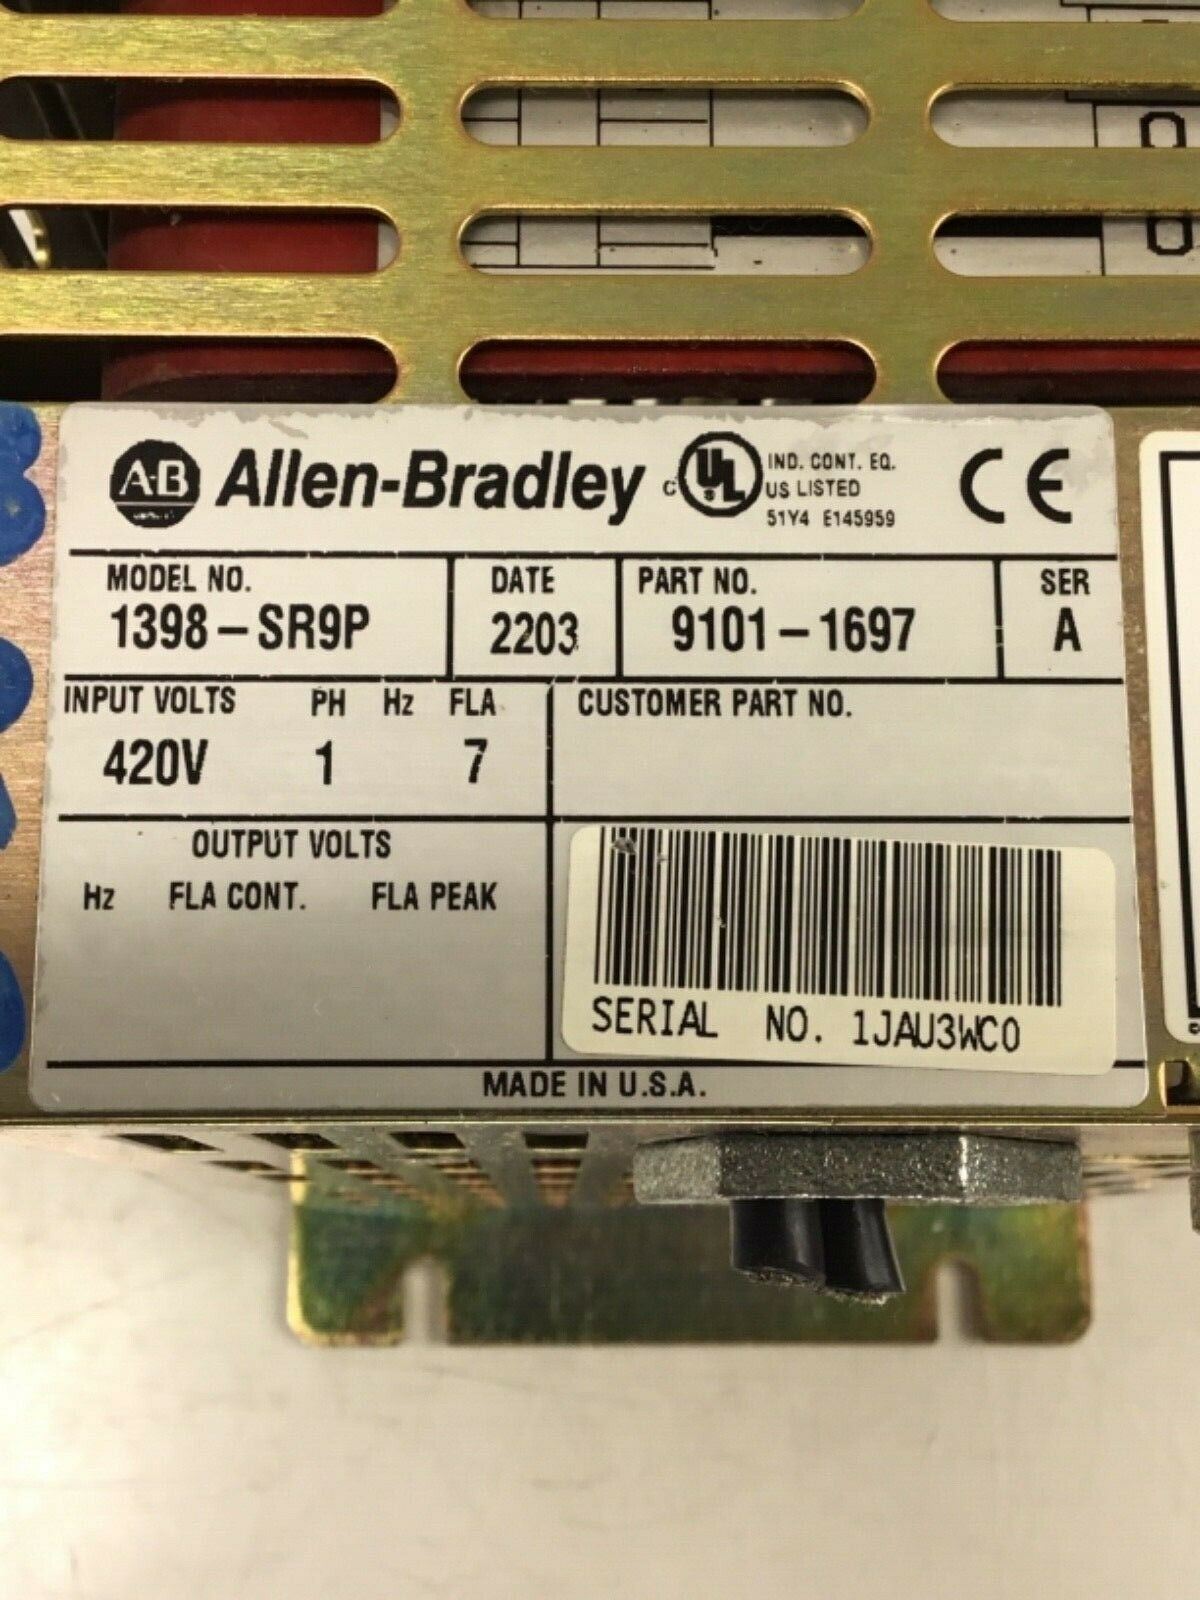 A-B Allen-Bradley
C UL US LISTED
IND. CONT. EQ.
51Y4 E145959
CE
MODEL NO. DATE PART NO. SER
1398-SR9P 2203 9101-1697 A
INPUT VOLTS PH Hz FLA CUSTOMER PART NO.
420V 1 7
OUTPUT VOLTS
Hz FLA CONT. FLA PEAK
SERIAL NO. 1JAU3WC0
MADE IN U.S.A.